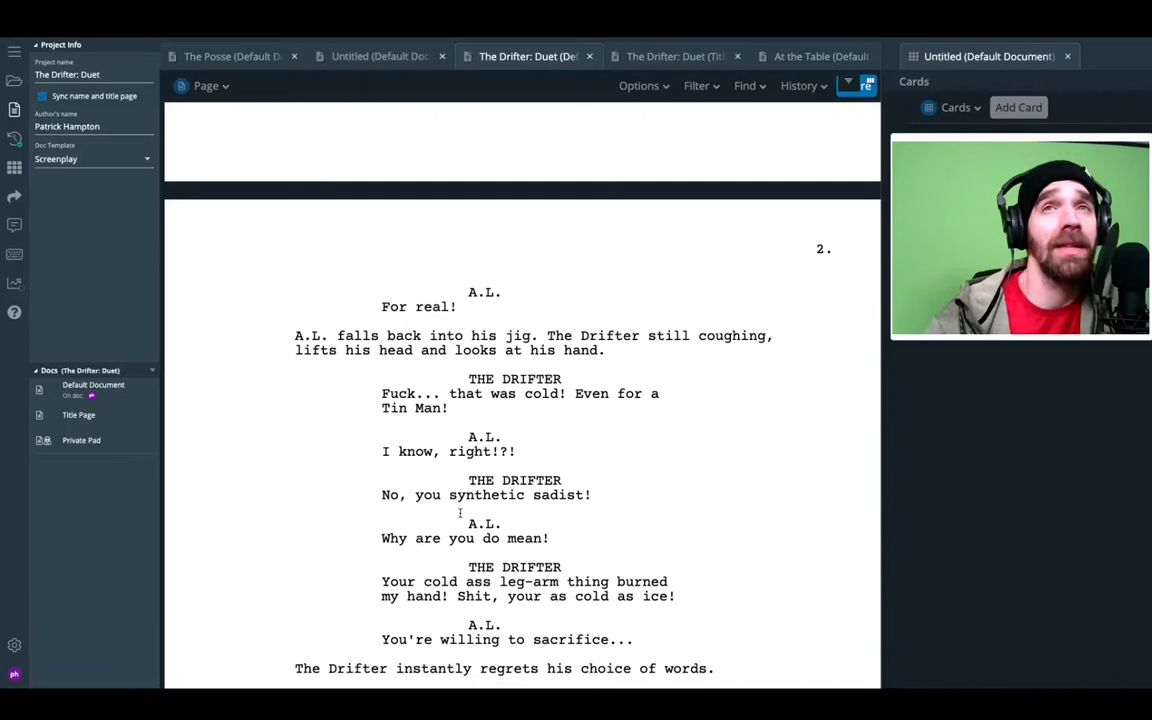 Project Info
Project name
The Drifter: Duet
Sync name and title page
Author's name
Patrick Hampton
Doc Template
Screenplay
Docs (The Drifter: Duet)
Default Document
On doc ph
Title Page
Private Pad
ph
The Posse (Default D
Untitled (Default Doc
The Drifter: Duet (Def
The Drifter: Duet (Titl
At the Table (Default
Page
Options
Filter
Find
History
re
2.
A.L.
For real!
A.L. falls back into his jig. The Drifter still coughing,
lifts his head and looks at his hand.
THE DRIFTER
Fuck... that was cold! Even for a
Tin Man!
A.L.
I know, right!?!
THE DRIFTER
No, you synthetic sadist!
A.L.
Why are you do mean!
THE DRIFTER
Your cold ass leg-arm thing burned
my hand! Shit, your as cold as ice!
A.L.
You're willing to sacrifice...
The Drifter instantly regrets his choice of words.
Untitled (Default Document)
Cards
Cards
Add Card